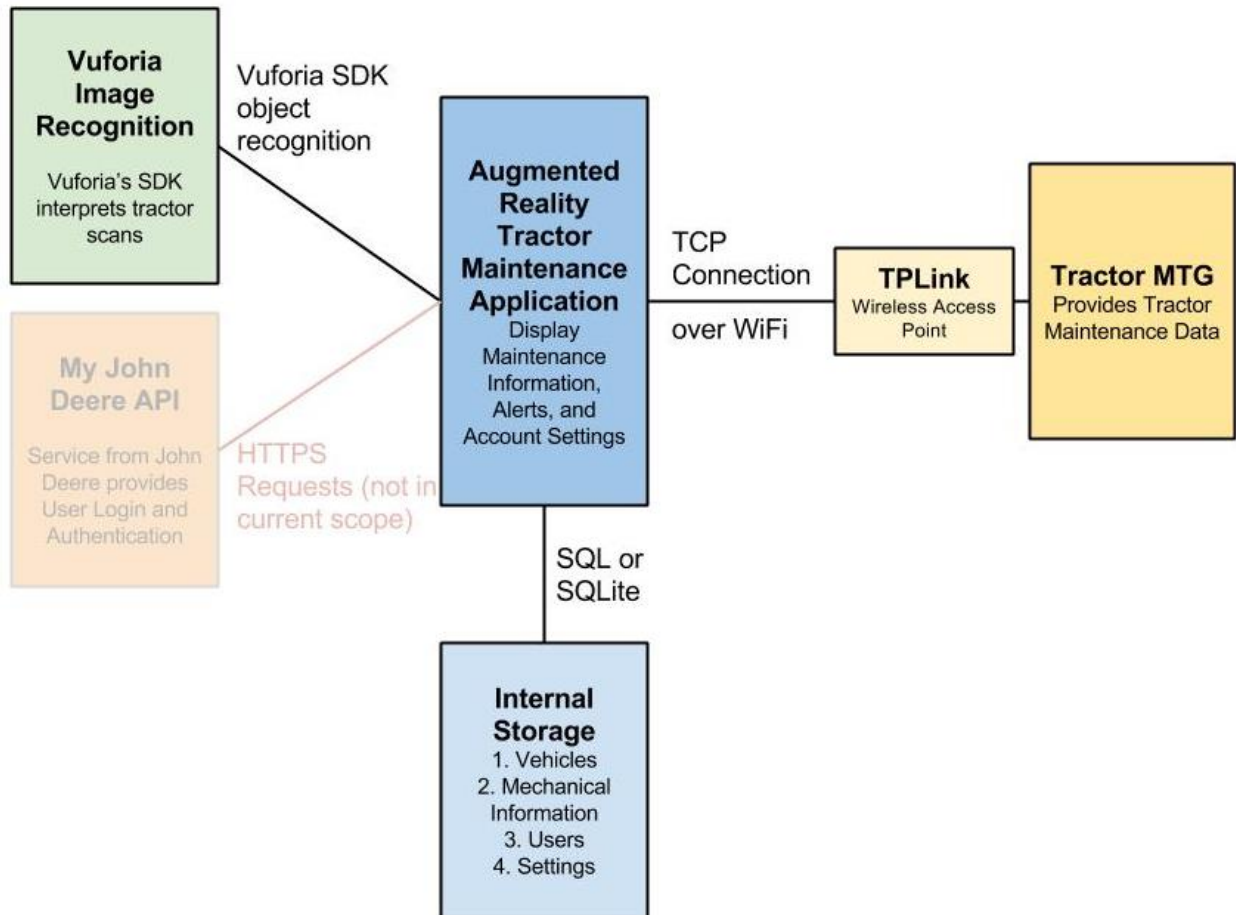 Vuforia
Image
Recognition
Vuforia's SDK
interprets tractor
scans
Vuforia SDK
object
recognition
My John
Deere API
Service from John
Deere provides
User Login and
Authentication
HTTPS
Requests (not in
current scope)
Augmented
Reality
Tractor
Maintenance
Application
Display
Maintenance
Information,
Alerts, and
Account Settings
TCP
Connection
over WiFi
TPLink
Wireless Access
Point
Tractor MTG
Provides Tractor
Maintenance Data
SQL or
SQLite
Internal
Storage
1. Vehicles
2. Mechanical
Information
3. Users
4. Settings